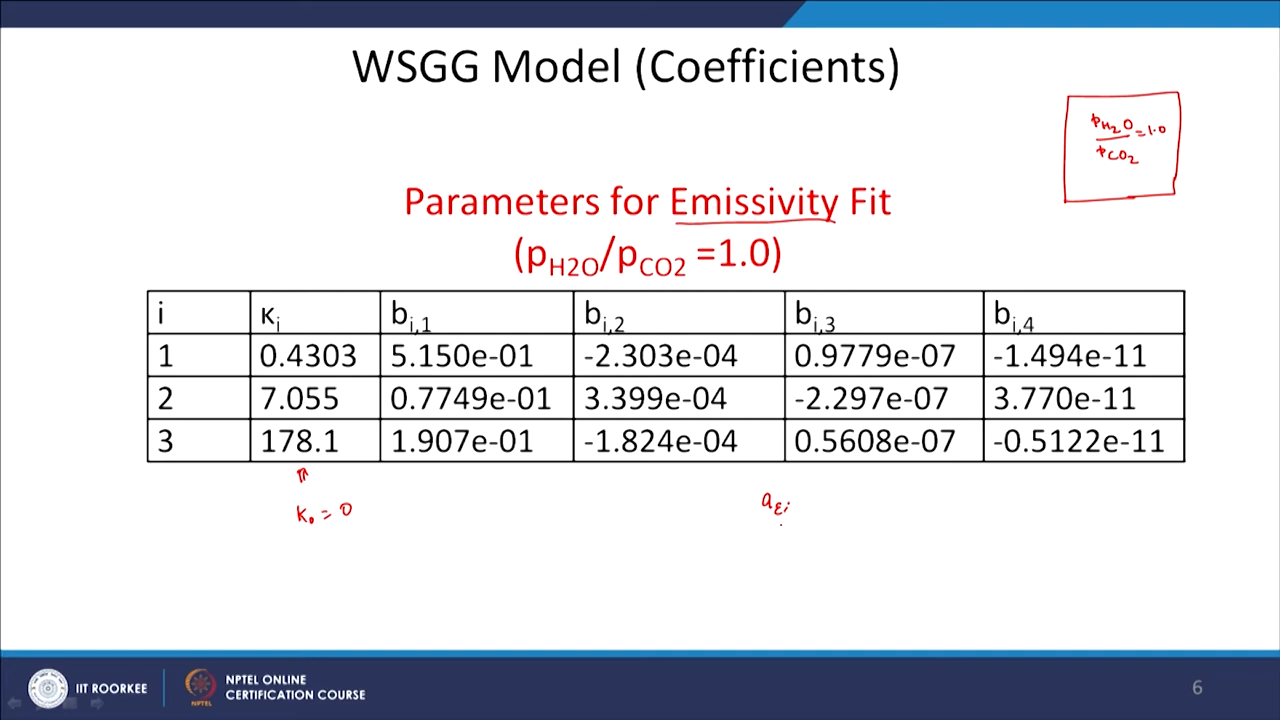 WSGG Model (Coefficients)
pH2O
=1.0
pCO2
Parameters for Emissivity Fit
(pH2O/pCO2 =1.0)
i κi bi,1 bi,2 bi,3 bi,4
1 0.4303 5.150e-01 -2.303e-04 0.9779e-07 -1.494e-11
2 7.055 0.7749e-01 3.399e-04 -2.297e-07 3.770e-11
3 178.1 1.907e-01 -1.824e-04 0.5608e-07 -0.5122e-11
κ0 = 0
aεi
IIT ROORKEE
NPTEL ONLINE
CERTIFICATION COURSE
NPTEL
6